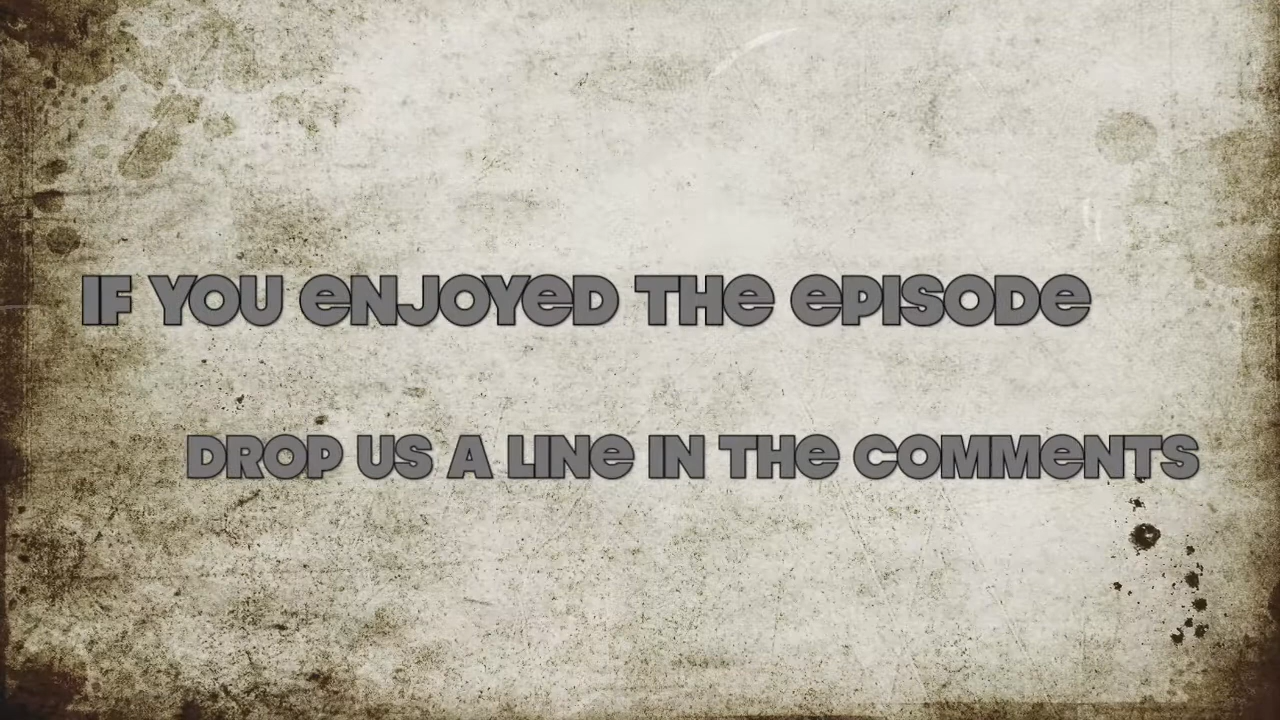 IF YOU eNJOYeD THe ePISODe
DROP US A LINe IN THe COMMeNTS